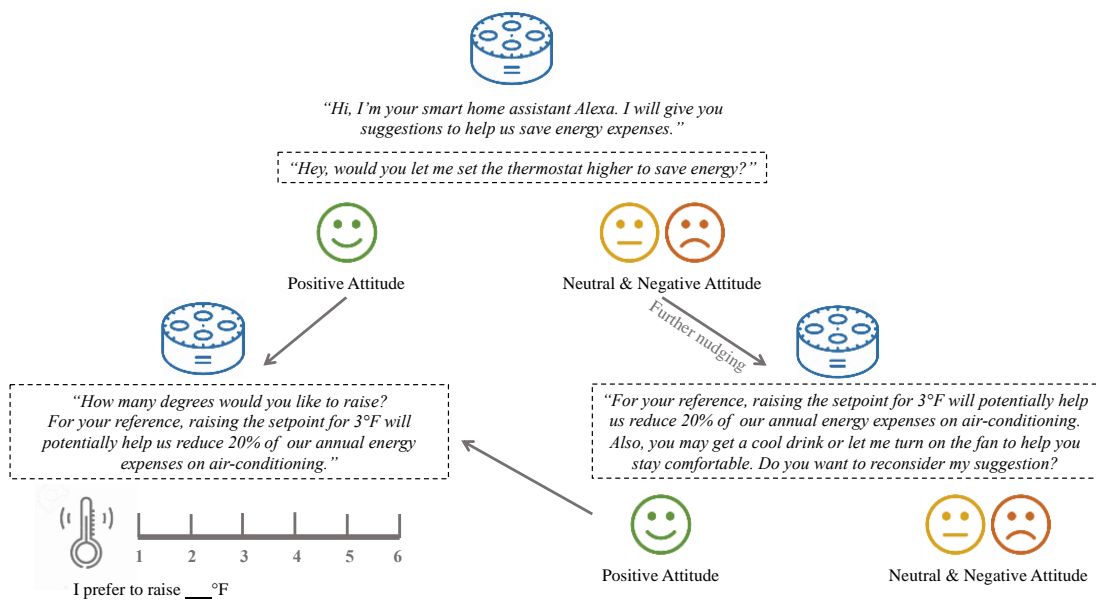 “Hi, I’m your smart home assistant Alexa. I will give you
suggestions to help us save energy expenses.”
“Hey, would you let me set the thermostat higher to save energy?”
Positive Attitude
Neutral & Negative Attitude
Further nudging
“How many degrees would you like to raise?
For your reference, raising the setpoint for 3°F will
potentially help us reduce 20% of our annual energy
expenses on air-conditioning.”
“For your reference, raising the setpoint for 3°F will potentially help
us reduce 20% of our annual energy expenses on air-conditioning.
Also, you may get a cool drink or let me turn on the fan to help you
stay comfortable. Do you want to reconsider my suggestion?
1 2 3 4 5 6
I prefer to raise ___°F
Positive Attitude
Neutral & Negative Attitude